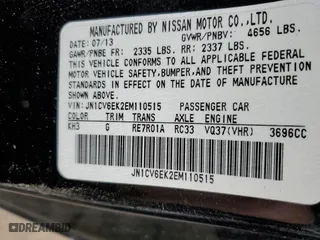 MANUFACTURED BY NISSAN MOTOR CO.,LTD.
DATE: 07/13 GVWR/PNBV: 4656 LBS.
GAWR/PNBE FR: 2335 LBS. RR: 2337 LBS.
THIS VEHICLE CONFORMS TO ALL APPLICABLE
FEDERAL MOTOR VEHICLE SAFETY, BUMPER, AND THEFT PREVENTION
STANDARDS IN EFFECT ON THE DATE OF MANUFACTURE
SHOWN ABOVE.
VIN: JN1CV6EK2EM110515 PASSENGER CAR
COLOR TRIM TRANS AXLE ENGINE
KH3 G RE7R01A RC33 VQ37(VHR) 3696CC
JN1CV6EK2EM110515
DREAMBID